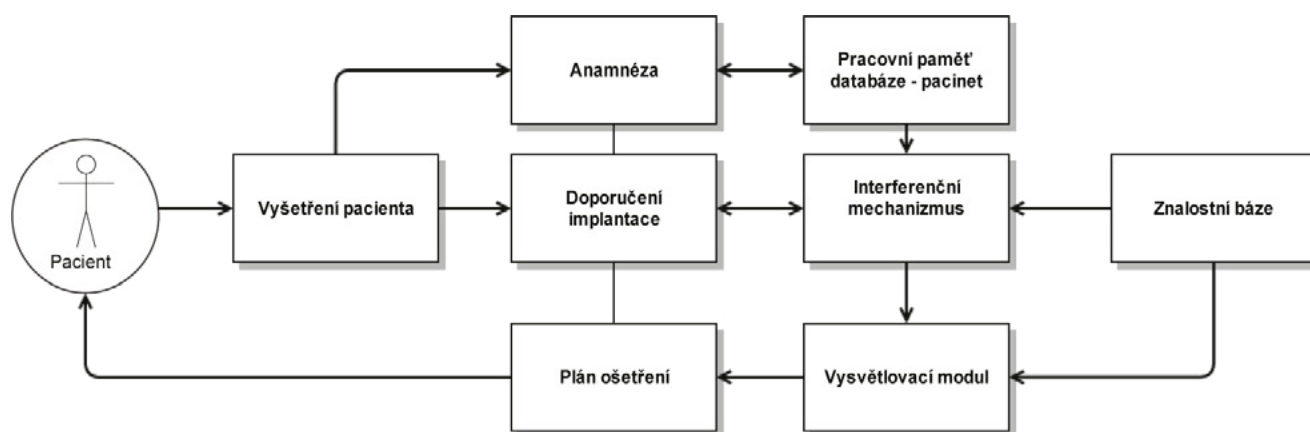 Anamnéza
Pracovní paměť
databáze - pacinet
Pacient
Vyšetření pacienta
Doporučení
implantace
Interferenční
mechanizmus
Znalostní báze
Plán ošetření
Vysvětlovací modul